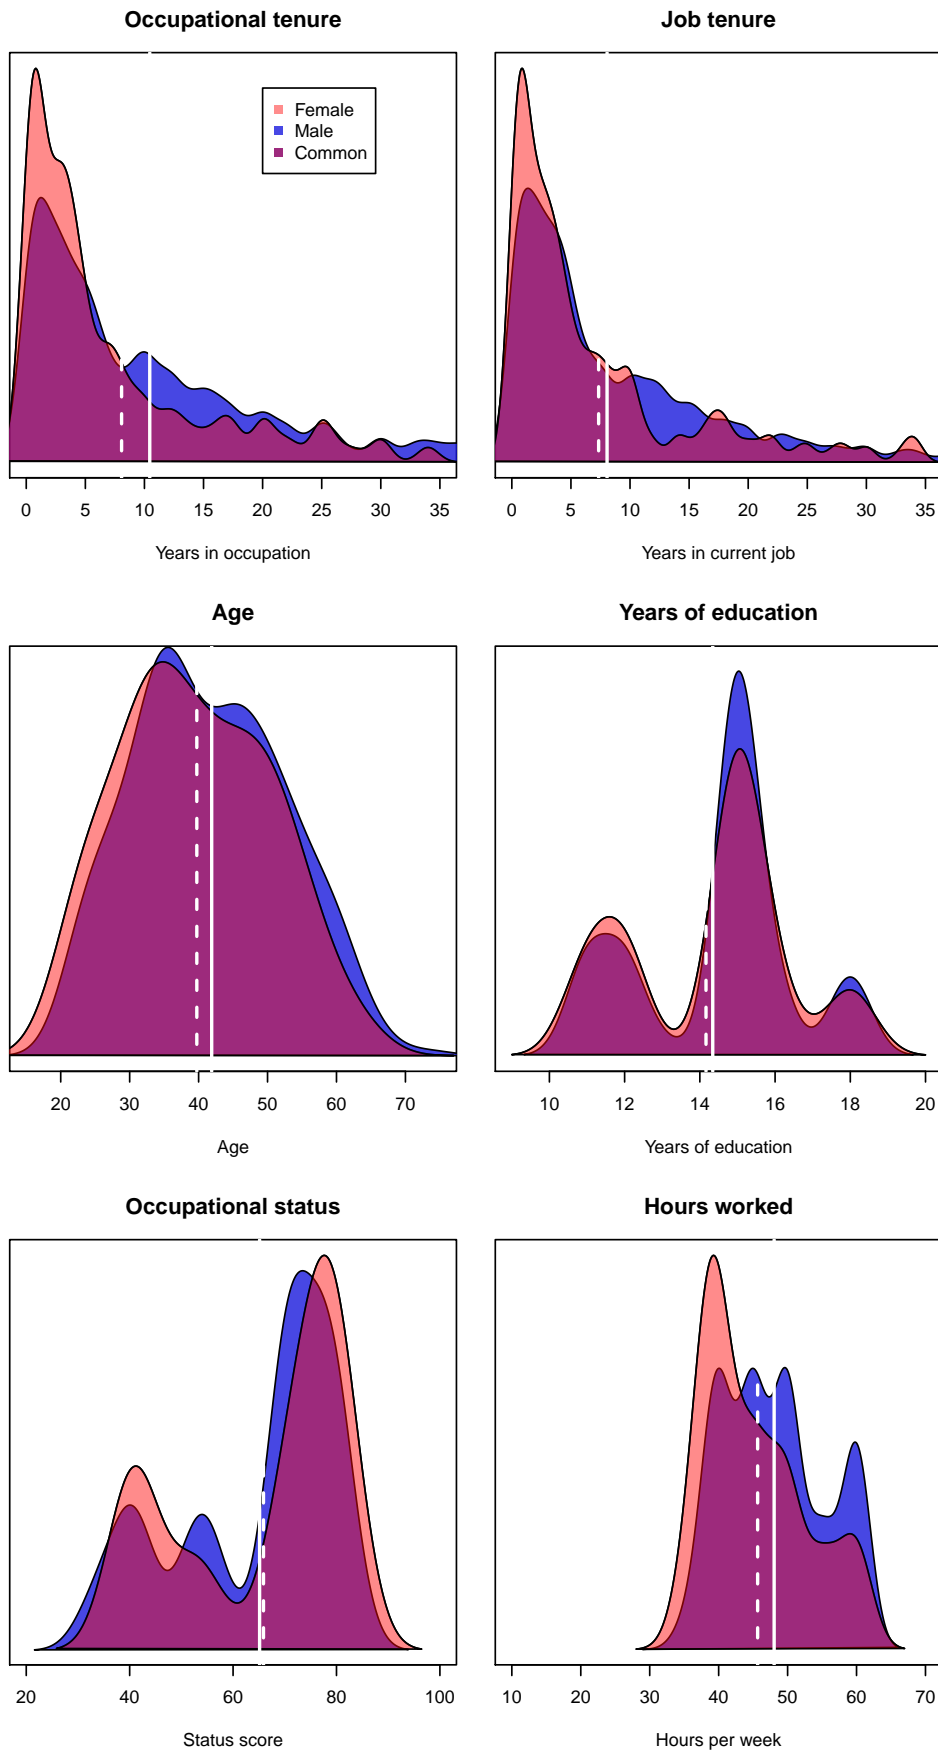 Occupational tenure
Female
Male
Common
0 5 10 15 20 25 30 35
Years in occupation
Job tenure
0 5 10 15 20 25 30 35
Years in current job
Age
20 30 40 50 60 70
Age
Years of education
10 12 14 16 18 20
Years of education
Occupational status
20 40 60 80 100
Status score
Hours worked
10 20 30 40 50 60 70
Hours per week